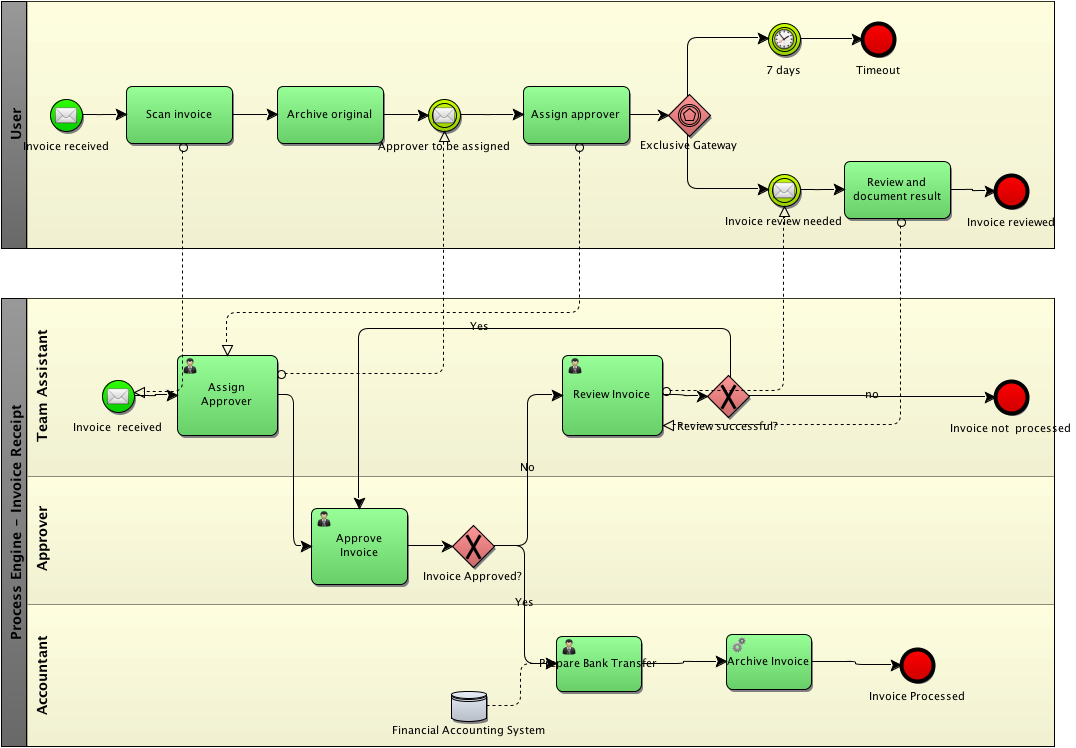 User
7 days
Timeout
Scan invoice
Archive original
Assign approver
Invoice received
Approver to be assigned
Exclusive Gateway
Review and
document result
Invoice review needed
Invoice reviewed
Process Engine - Invoice Receipt
Team Assistant
Yes
Assign
Approver
Review Invoice
no
Invoice  received
Review successful?
Invoice not  processed
No
Approver
Approve
Invoice
Invoice Approved?
Yes
Accountant
Prepare Bank Transfer
Archive Invoice
Invoice Processed
Financial Accounting System